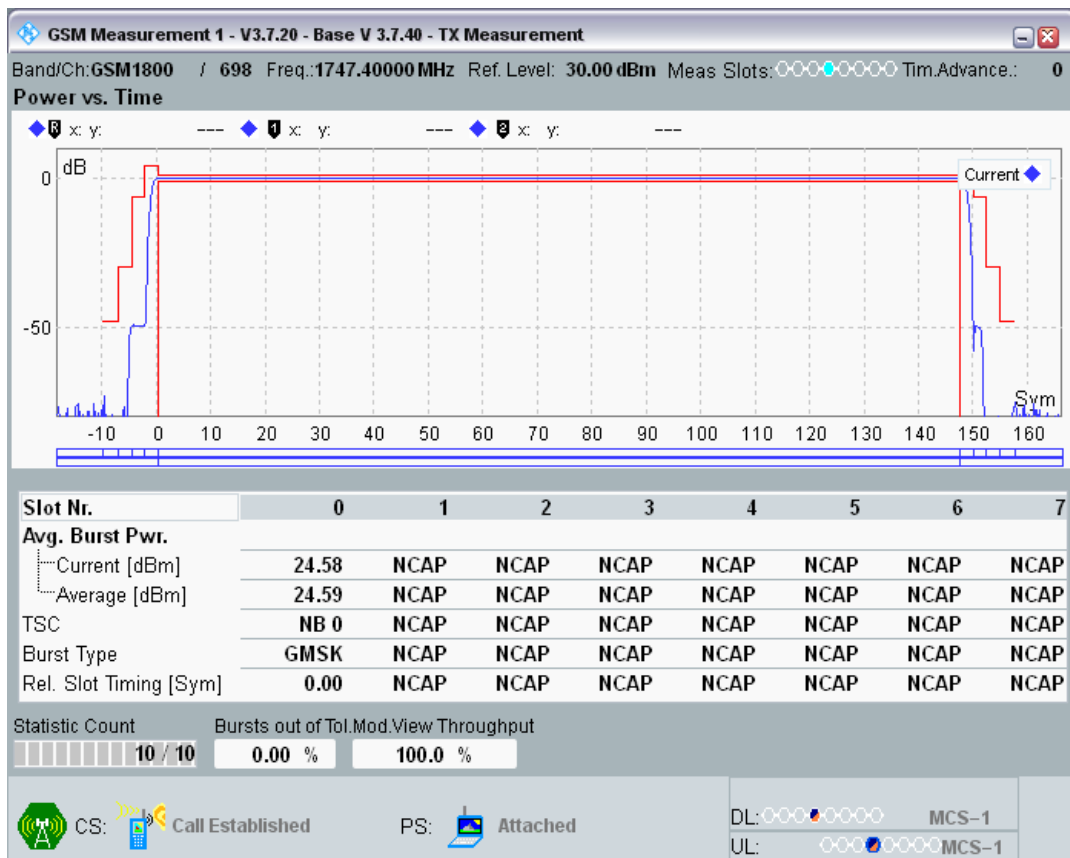 GSM Measurement 1 - V3.7.20 - Base V 3.7.40 - TX Measurement
Band/Ch:GSM1800 / 698 Freq.:1747.40000 MHz Ref. Level: 30.00 dBm Meas Slots: Tim.Advance.: 0
Power vs. Time
R x: y: --- 1 x: y: --- 2 x: y: ---
dB
Current
0
-50
Sym
-10 0 10 20 30 40 50 60 70 80 90 100 110 120 130 140 150 160
Slot Nr. 0 1 2 3 4 5 6 7
Avg. Burst Pwr.
Current [dBm] 24.58 NCAP NCAP NCAP NCAP NCAP NCAP NCAP
Average [dBm] 24.59 NCAP NCAP NCAP NCAP NCAP NCAP NCAP
TSC NB 0 NCAP NCAP NCAP NCAP NCAP NCAP NCAP
Burst Type GMSK NCAP NCAP NCAP NCAP NCAP NCAP NCAP
Rel. Slot Timing [Sym] 0.00 NCAP NCAP NCAP NCAP NCAP NCAP NCAP
Statistic Count Bursts out of Tol.Mod.View Throughput
10 / 10 0.00 % 100.0 %
CS: Call Established PS: Attached
DL: MCS-1
UL: MCS-1